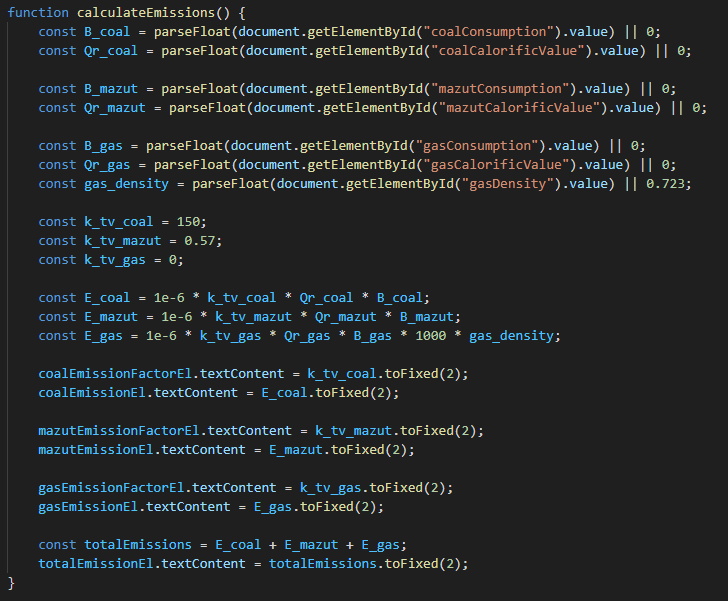 function calculateEmissions() {
    const B_coal = parseFloat(document.getElementById("coalConsumption").value) || 0;
    const Qr_coal = parseFloat(document.getElementById("coalCalorificValue").value) || 0;

    const B_mazut = parseFloat(document.getElementById("mazutConsumption").value) || 0;
    const Qr_mazut = parseFloat(document.getElementById("mazutCalorificValue").value) || 0;

    const B_gas = parseFloat(document.getElementById("gasConsumption").value) || 0;
    const Qr_gas = parseFloat(document.getElementById("gasCalorificValue").value) || 0;
    const gas_density = parseFloat(document.getElementById("gasDensity").value) || 0.723;

    const k_tv_coal = 150;
    const k_tv_mazut = 0.57;
    const k_tv_gas = 0;

    const E_coal = 1e-6 * k_tv_coal * Qr_coal * B_coal;
    const E_mazut = 1e-6 * k_tv_mazut * Qr_mazut * B_mazut;
    const E_gas = 1e-6 * k_tv_gas * Qr_gas * B_gas * 1000 * gas_density;

    coalEmissionFactorEl.textContent = k_tv_coal.toFixed(2);
    coalEmissionEl.textContent = E_coal.toFixed(2);

    mazutEmissionFactorEl.textContent = k_tv_mazut.toFixed(2);
    mazutEmissionEl.textContent = E_mazut.toFixed(2);

    gasEmissionFactorEl.textContent = k_tv_gas.toFixed(2);
    gasEmissionEl.textContent = E_gas.toFixed(2);

    const totalEmissions = E_coal + E_mazut + E_gas;
    totalEmissionEl.textContent = totalEmissions.toFixed(2);
}